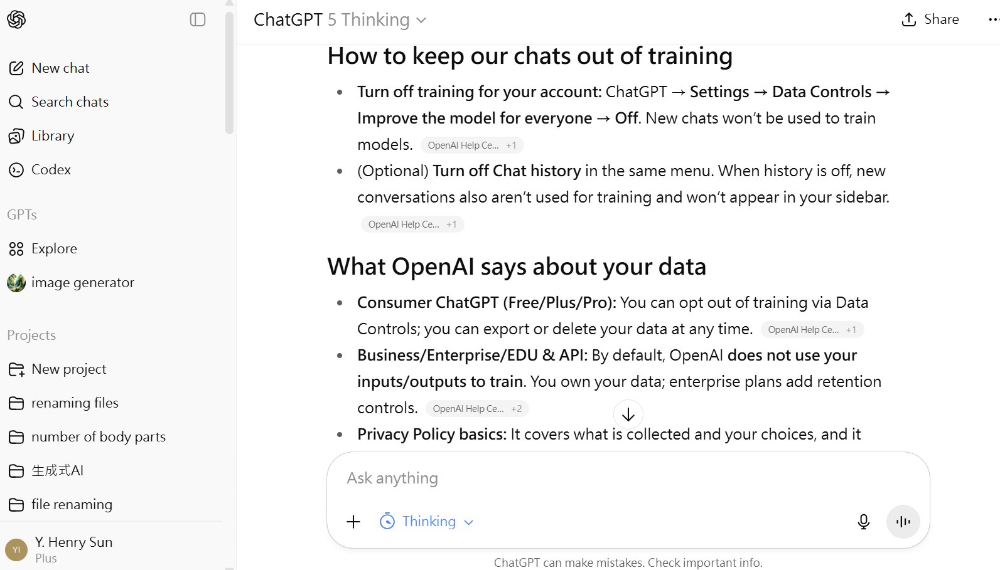 New chat
Search chats
Library
Codex
GPTs
Explore
image generator
Projects
New project
renaming files
number of body parts
生成式AI
file renaming
YI
Y. Henry Sun
Plus
ChatGPT 5 Thinking
Share
How to keep our chats out of training
Turn off training for your account: ChatGPT → Settings → Data Controls →
Improve the model for everyone → Off. New chats won’t be used to train
models. OpenAI Help Ce... +1
(Optional) Turn off Chat history in the same menu. When history is off, new
conversations also aren’t used for training and won’t appear in your sidebar.
OpenAI Help Ce... +1
What OpenAI says about your data
Consumer ChatGPT (Free/Plus/Pro): You can opt out of training via Data
Controls; you can export or delete your data at any time. OpenAI Help Ce... +1
Business/Enterprise/EDU & API: By default, OpenAI does not use your
inputs/outputs to train. You own your data; enterprise plans add retention
controls. OpenAI Help Ce... +2
Privacy Policy basics: It covers what is collected and your choices, and it
Ask anything
Thinking
ChatGPT can make mistakes. Check important info.